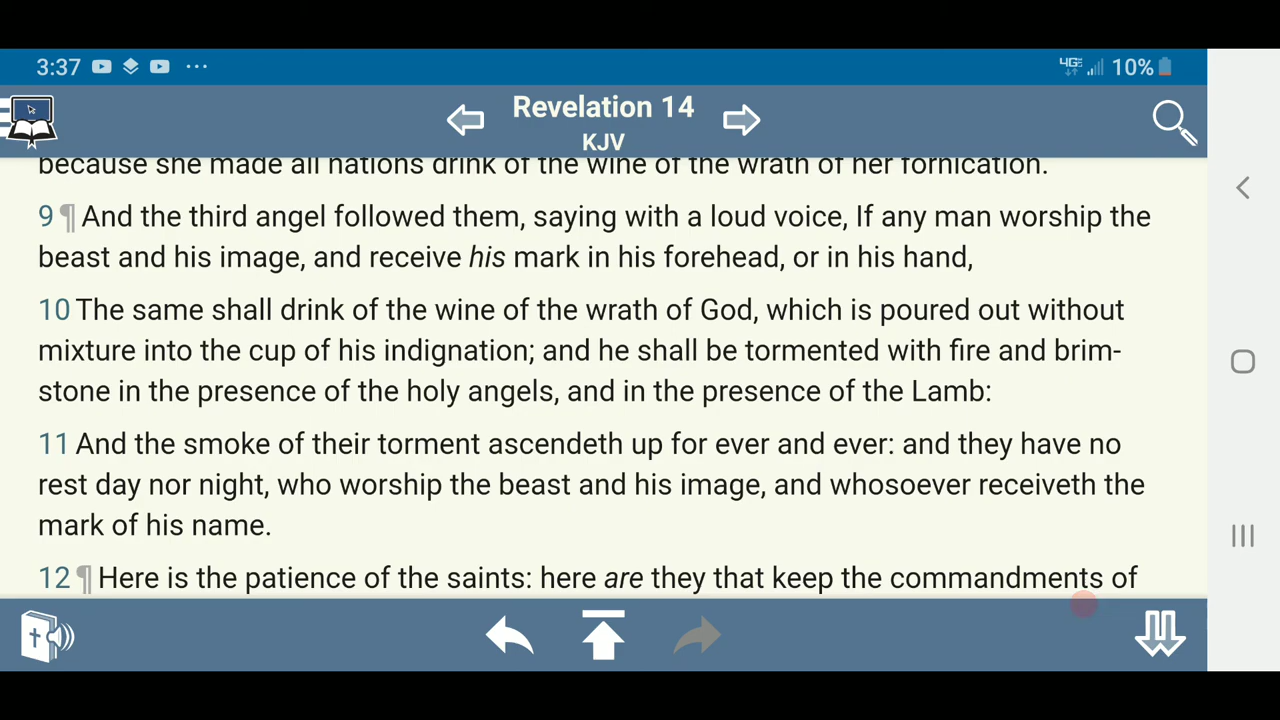 3:37 ... 4GE 10%
Revelation 14
KJV
because she made all nations drink of the wine of the wrath of her fornication.
9 ¶ And the third angel followed them, saying with a loud voice, If any man worship the
beast and his image, and receive his mark in his forehead, or in his hand,
10 The same shall drink of the wine of the wrath of God, which is poured out without
mixture into the cup of his indignation; and he shall be tormented with fire and brim-
stone in the presence of the holy angels, and in the presence of the Lamb:
11 And the smoke of their torment ascendeth up for ever and ever: and they have no
rest day nor night, who worship the beast and his image, and whosoever receiveth the
mark of his name.
12 ¶ Here is the patience of the saints: here are they that keep the commandments of